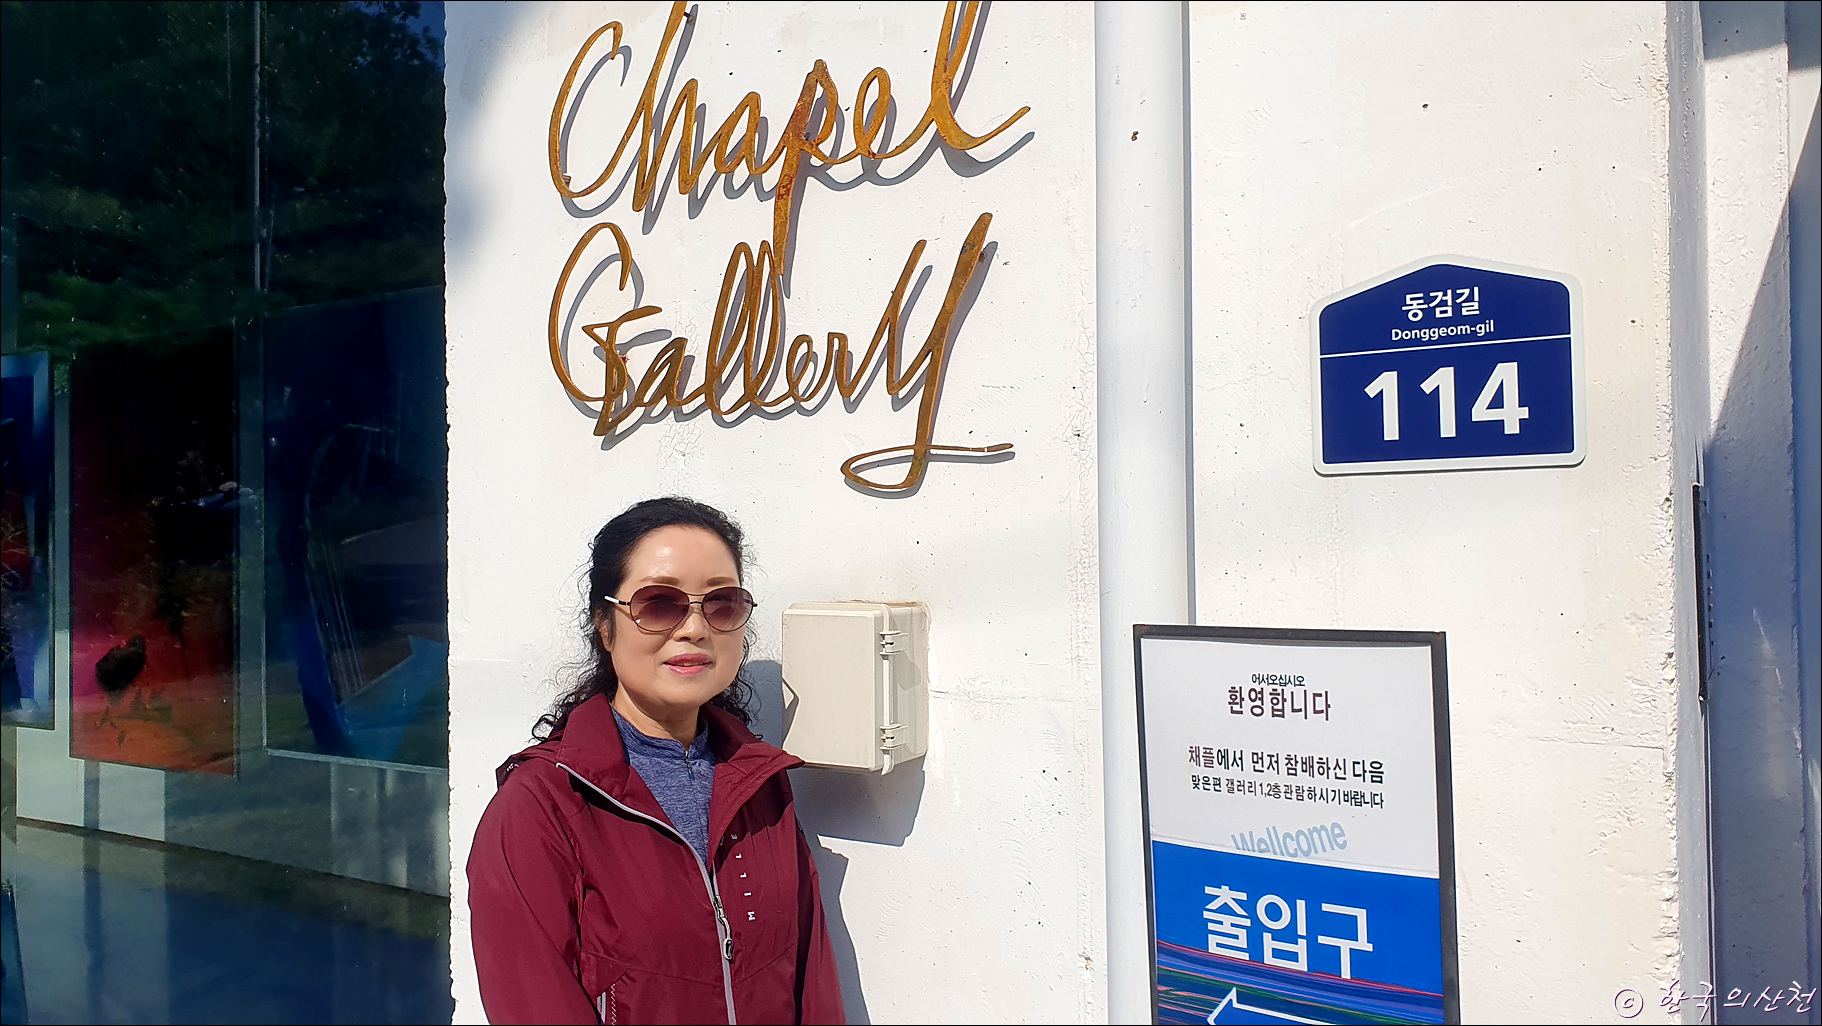 Chapel
Gallery
동검길
Donggeom-gil
114
어서오십시오
환영합니다
채플에서 먼저 참배하신 다음
맞은편 갤러리1,2층관람하시기바랍니다
Wellcome
출입구
MILLET
© 한국의산천